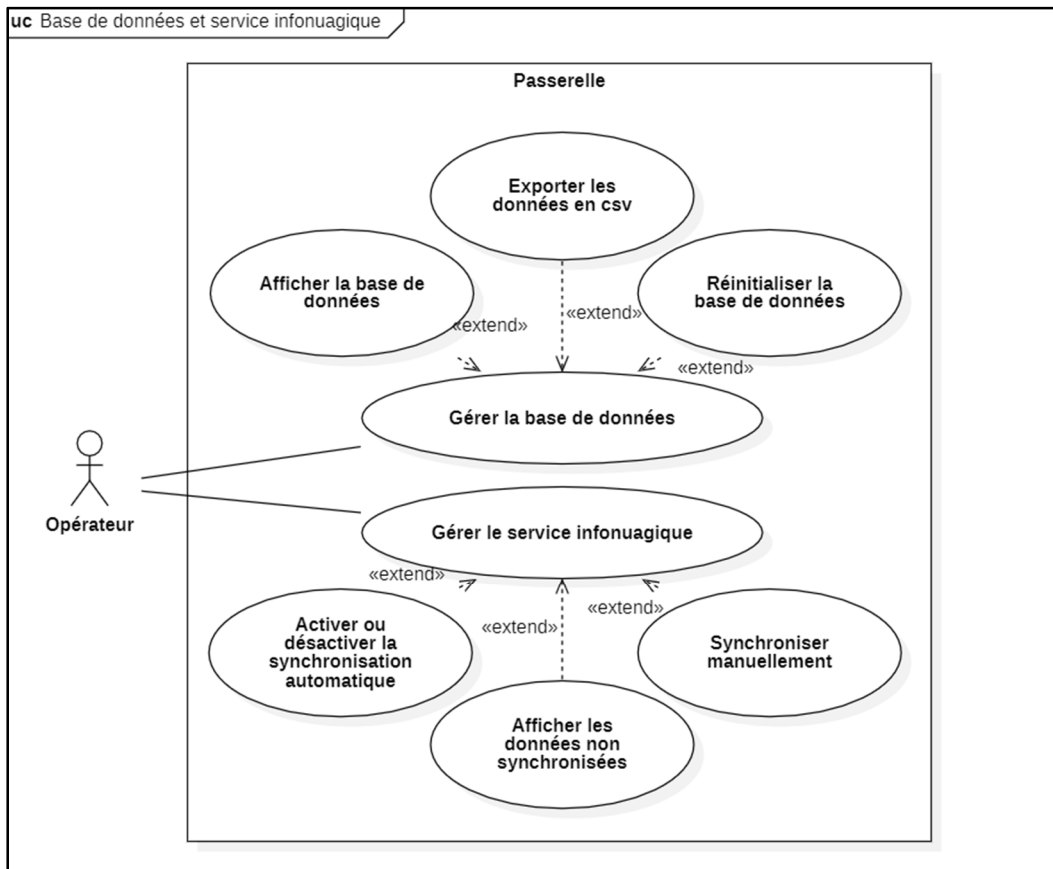 uc Base de données et service infonuagique
Passerelle
Exporter les
données en csv
Afficher la base de
données
Réinitialiser la
base de données
«extend»
«extend»
«extend»
Gérer la base de données
Opérateur
Gérer le service infonuagique
«extend»
«extend»
«extend»
Activer ou
désactiver la
synchronisation
automatique
Synchroniser
manuellement
Afficher les
données non
synchronisées